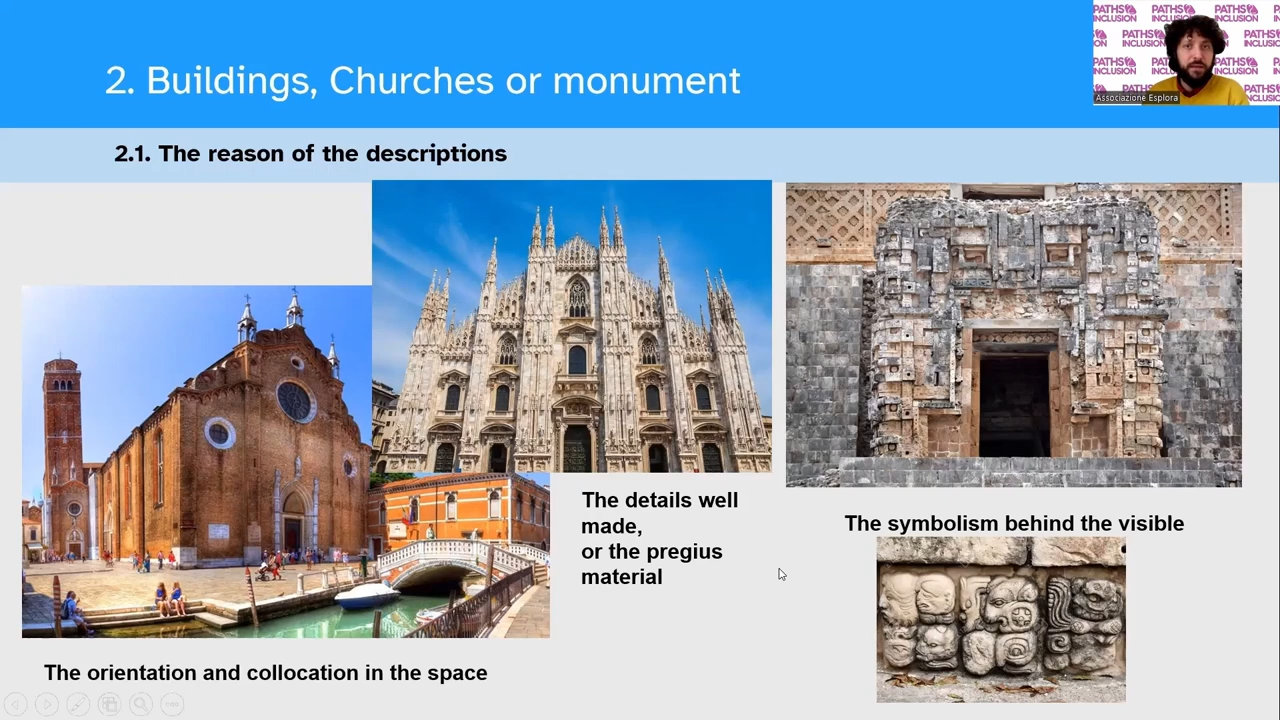 2. Buildings, Churches or monument
PATHS
INCLUSION
Associazione Esplora
2.1. The reason of the descriptions
The details well
made,
or the pregius
material
The symbolism behind the visible
The orientation and collocation in the space